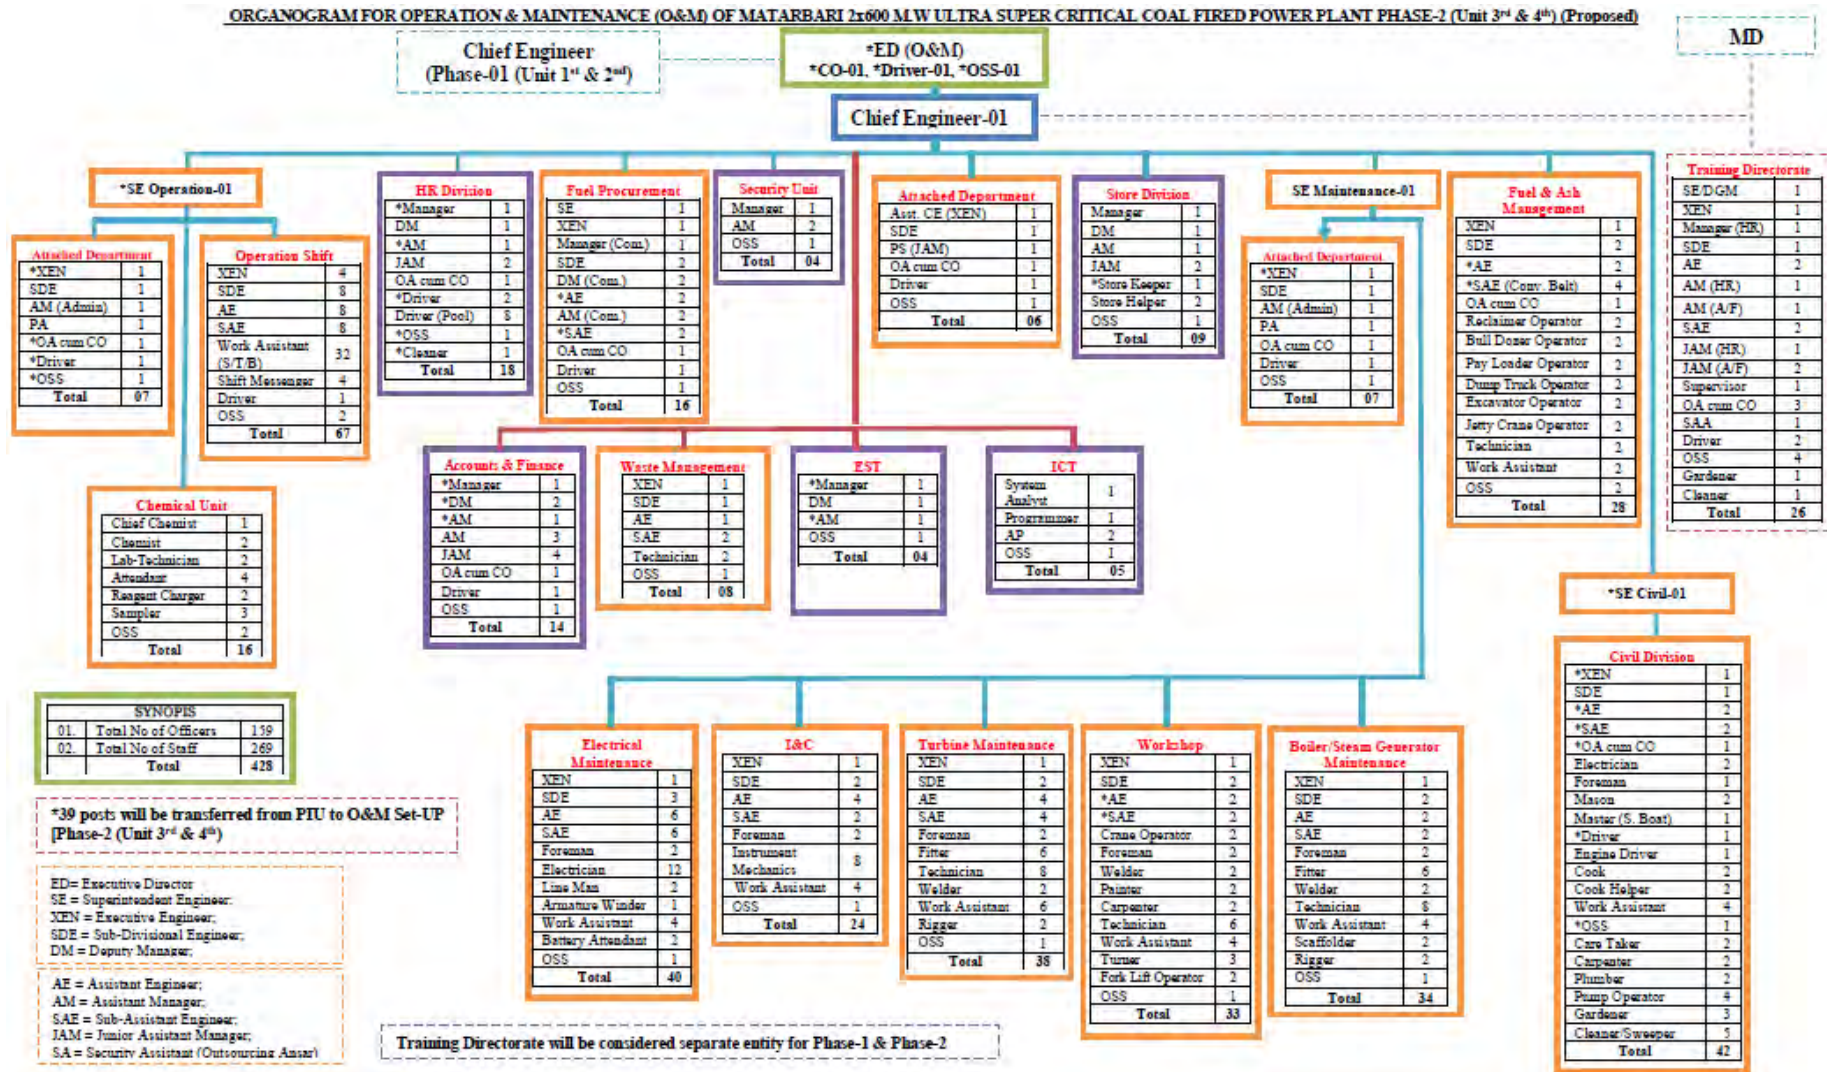 ORGANOGRAM FOR OPERATION & MAINTENANCE (O&M) OF MATARBARI 2x600 M.W ULTRA SUPER CRITICAL COAL FIRED POWER PLANT PHASE-2 (Unit 3rd & 4th) (Proposed)
Chief Engineer
(Phase-01 (Unit 1st & 2nd)
*ED (O&M)
*CO-01, *Driver-01, *OSS-01
MD
Chief Engineer-01
*SE Operation-01
Attached Department
*XEN 1
SDE 1
AM (Admin) 1
PA 1
*OA cum CO 1
*Driver 1
*OSS 1
Total 07
Operation Shift
XEN 4
SDE 8
AE 8
SAE 8
Work Assistant
(S/T/B) 32
Shift Messenger 4
Driver 1
OSS 2
Total 67
Chemical Unit
Chief Chemist 1
Chemist 2
Lab-Technician 2
Attendant 4
Reagent Charger 2
Sampler 3
OSS 2
Total 16
HR Division
*Manager 1
DM 1
*AM 1
JAM 2
OA cum CO 1
*Driver 2
Driver (Pool) 8
*OSS 1
*Cleaner 1
Total 18
Fuel Procurement
SE 1
XEN 1
Manager (Com.) 1
SDE 2
DM (Com.) 2
*AE 2
AM (Com.) 2
*SAE 2
OA cum CO 1
Driver 1
OSS 1
Total 16
Security Unit
Manager 1
AM 2
OSS 1
Total 04
Attached Department
Asst. CE (XEN) 1
SDE 1
PS (JAM) 1
OA cum CO 1
Driver 1
OSS 1
Total 06
Store Division
Manager 1
DM 1
AM 1
JAM 2
*Store Keeper 1
Store Helper 2
OSS 1
Total 09
SE Maintenance-01
Attached Department
*XEN 1
SDE 1
AM (Admin) 1
PA 1
OA cum CO 1
Driver 1
OSS 1
Total 07
Fuel & Ash
Management
XEN 1
SDE 2
*AE 2
*SAE (Conv. Belt) 4
OA cum CO 1
Reclaimer Operator 2
Bull Dozer Operator 2
Pay Loader Operator 2
Dump Truck Operator 2
Excavator Operator 2
Jetty Crane Operator 2
Technician 2
Work Assistant 2
OSS 2
Total 28
Training Directorate
SE/DGM 1
XEN 1
Manager (HR) 1
SDE 1
AE 2
AM (HR) 1
AM (A/F) 1
SAE 2
JAM (HR) 1
JAM (A/F) 2
Supervisor 1
OA cum CO 3
SAA 1
Driver 2
OSS 4
Gardener 1
Cleaner 1
Total 26
Accounts & Finance
*Manager 1
*DM 2
*AM 1
AM 3
JAM 4
OA cum CO 1
Driver 1
OSS 1
Total 14
Waste Management
XEN 1
SDE 1
AE 1
SAE 2
Technician 2
OSS 1
Total 08
EST
*Manager 1
DM 1
*AM 1
OSS 1
Total 04
ICT
System
Analyst 1
Programmer 1
AP 2
OSS 1
Total 05
*SE Civil-01
Civil Division
*XEN 1
SDE 1
*AE 2
*SAE 2
*OA cum CO 1
Electrician 2
Foreman 1
Mason 2
Master (S. Boat) 1
*Driver 1
Engine Driver 1
Cook 2
Cook Helper 2
Work Assistant 4
*OSS 1
Care Taker 2
Carpenter 2
Plumber 2
Pump Operator 4
Gardener 3
Cleaner/Sweeper 5
Total 42
Electrical
Maintenance
XEN 1
SDE 3
AE 6
SAE 6
Foreman 2
Electrician 12
Line Man 2
Armature Winder 1
Work Assistant 4
Battery Attendant 2
OSS 1
Total 40
I&C
XEN 1
SDE 2
AE 4
SAE 2
Foreman 2
Instrument
Mechanics 8
Work Assistant 4
OSS 1
Total 24
Turbine Maintenance
XEN 1
SDE 2
AE 4
SAE 4
Foreman 2
Fitter 6
Technician 8
Welder 2
Work Assistant 6
Rigger 2
OSS 1
Total 38
Workshop
XEN 1
SDE 2
*AE 2
*SAE 2
Crane Operator 2
Foreman 2
Welder 2
Painter 2
Carpenter 2
Technician 6
Work Assistant 4
Turner 3
Fork Lift Operator 2
OSS 1
Total 33
Boiler/Steam Generator
Maintenance
XEN 1
SDE 2
AE 2
SAE 2
Foreman 2
Fitter 6
Welder 2
Technician 8
Work Assistant 4
Scaffolder 2
Rigger 2
OSS 1
Total 34
SYNOPIS
01. Total No of Officers 159
02. Total No of Staff 269
Total 428
*39 posts will be transferred from PIU to O&M Set-UP
[Phase-2 (Unit 3rd & 4th)
ED= Executive Director
SE = Superintendent Engineer;
XEN = Executive Engineer;
SDE = Sub-Divisional Engineer;
DM = Deputy Manager;
AE = Assistant Engineer;
AM = Assistant Manager;
SAE = Sub-Assistant Engineer;
JAM = Junior Assistant Manager;
SA = Security Assistant (Outsourcing Ansar)
Training Directorate will be considered separate entity for Phase-1 & Phase-2